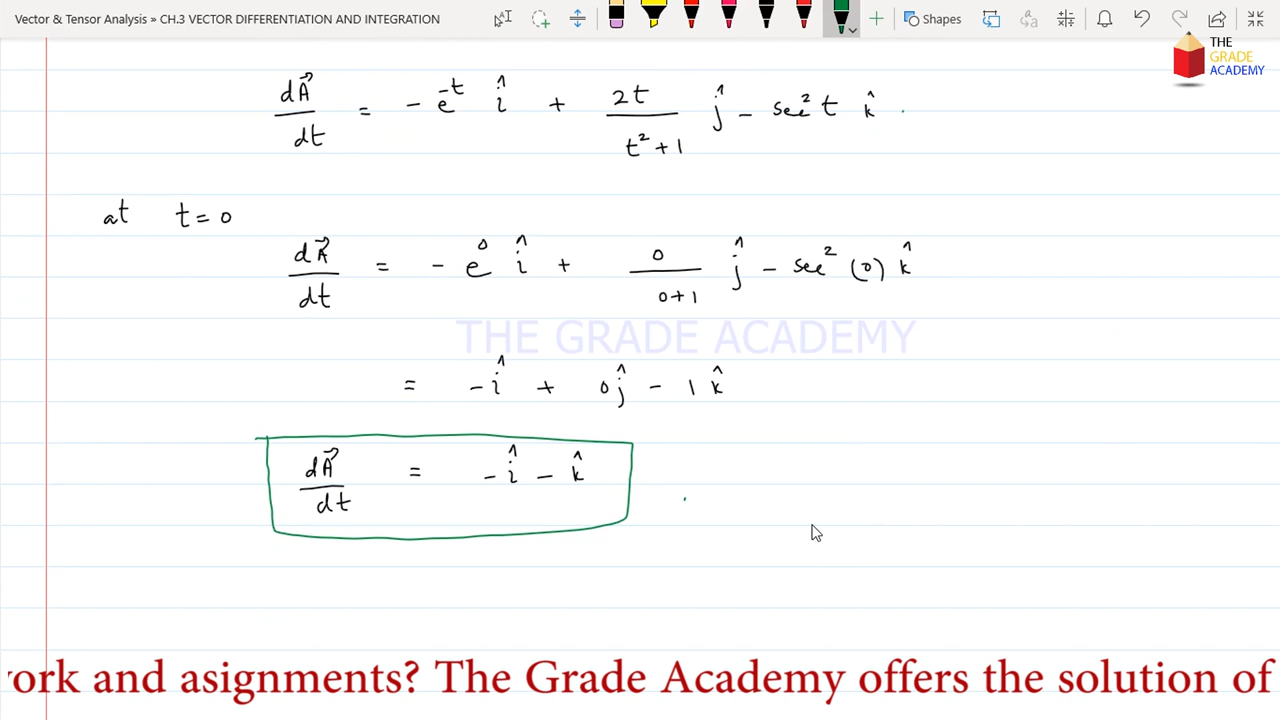 Vector & Tensor Analysis » CH.3 VECTOR DIFFERENTIATION AND INTEGRATION
Shapes
THE
GRADE
ACADEMY
dA⃗/dt = - e^-t î + 2t/(t²+1) ĵ - sec² t k̂ .
at t = 0
dA⃗/dt = - e^0 î + 0/(0+1) ĵ - sec² (0) k̂
THE GRADE ACADEMY
= - î + 0ĵ - 1 k̂
dA⃗/dt = - î - k̂
work and asignments? The Grade Academy offers the solution of